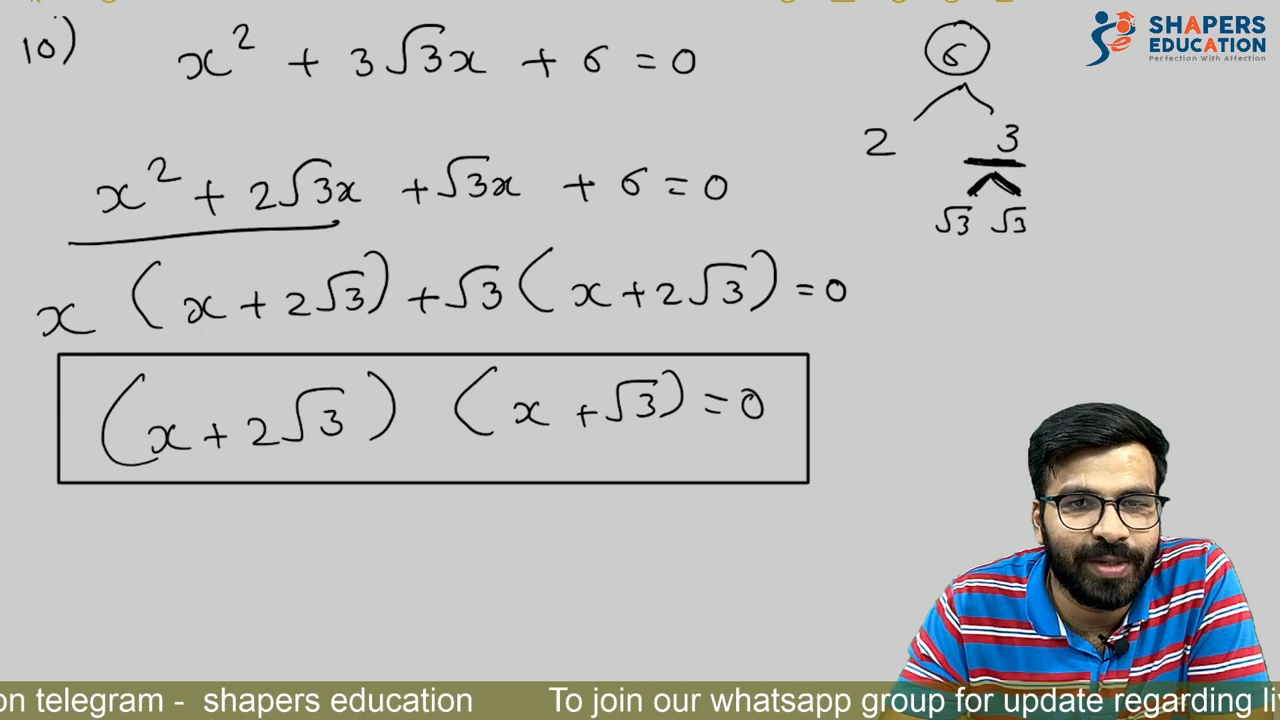 10) x² + 3√3x + 6 = 0
x² + 2√3x + √3x + 6 = 0
x (x + 2√3) + √3 (x + 2√3) = 0
(x + 2√3) (x + √3) = 0
6
2 3
√3 √3
SHAPERS
EDUCATION
Perfection With Affection
on telegram - shapers education To join our whatsapp group for update regarding